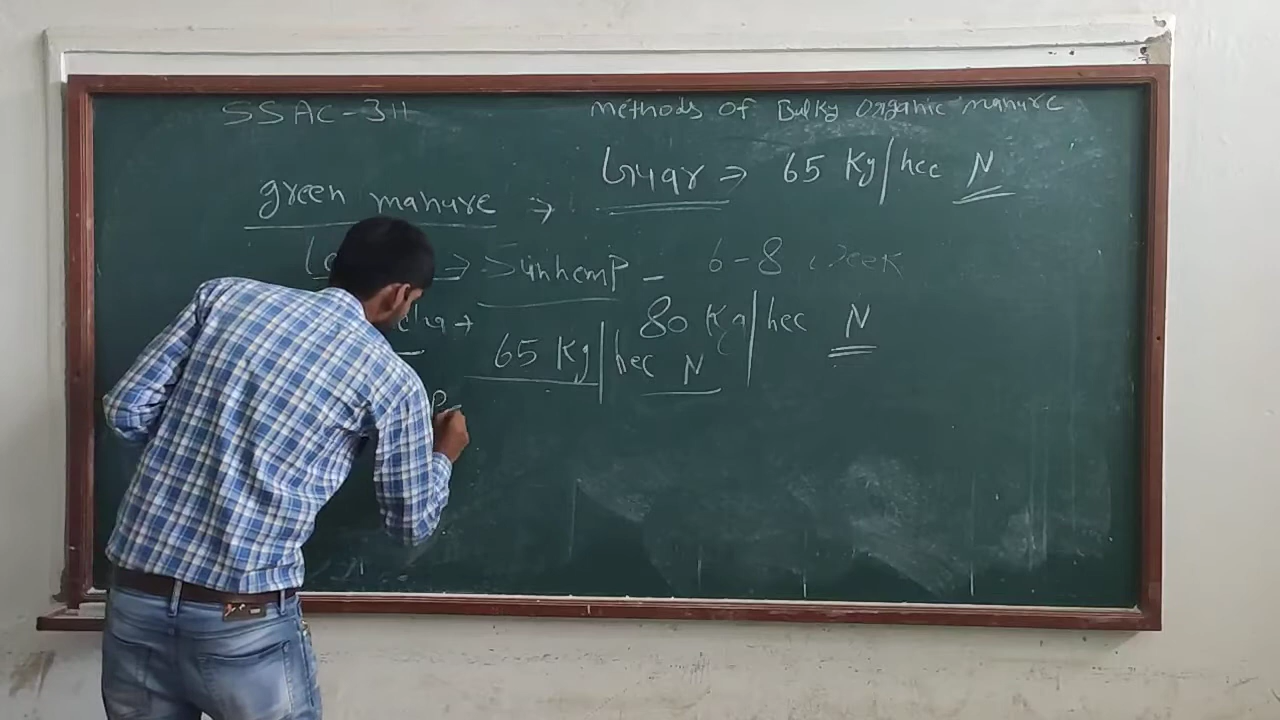 SSAC-311
Methods of Bulky Organic Manure
Guar ⇒ 65 Kg/hec N
green manure →
⇒ Sunhemp - 6-8 week
80 Kg/hec N
65 Kg/hec N